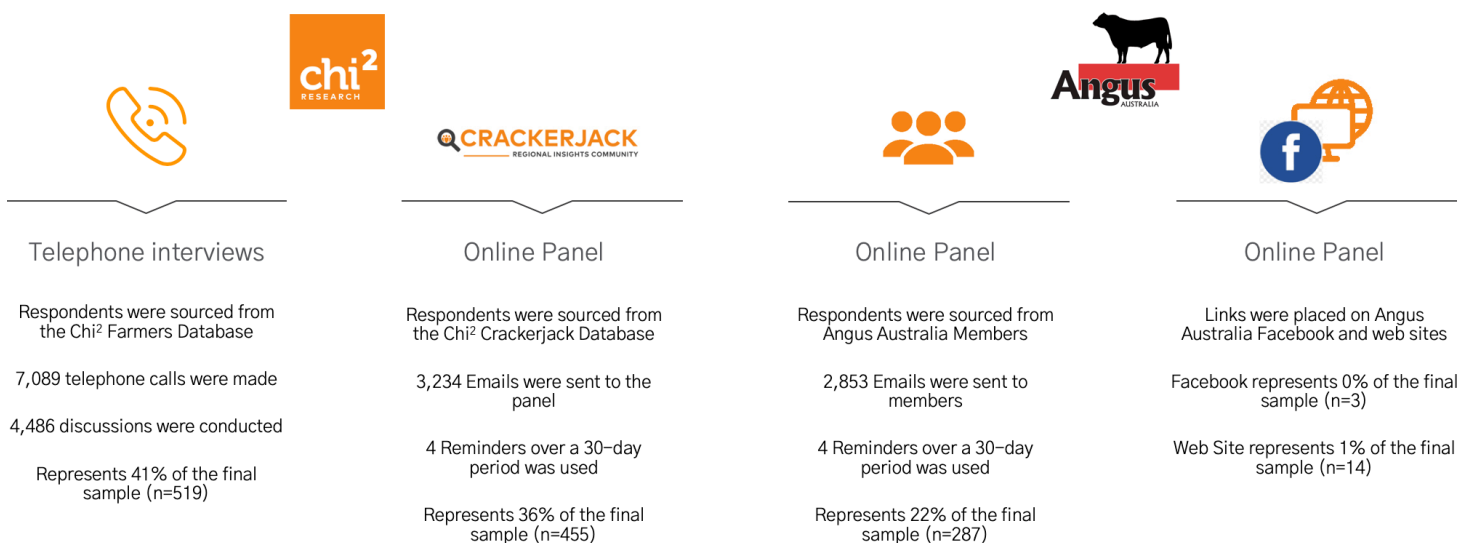 chi²
RESEARCH
CRACKERJACK
REGIONAL INSIGHTS COMMUNITY
Angus
AUSTRALIA
f
Telephone interviews
Respondents were sourced from
the Chi² Farmers Database
7,089 telephone calls were made
4,486 discussions were conducted
Represents 41% of the final
sample (n=519)
Online Panel
Respondents were sourced from
the Chi² Crackerjack Database
3,234 Emails were sent to the
panel
4 Reminders over a 30-day
period was used
Represents 36% of the final
sample (n=455)
Online Panel
Respondents were sourced from
Angus Australia Members
2,853 Emails were sent to
members
4 Reminders over a 30-day
period was used
Represents 22% of the final
sample (n=287)
Online Panel
Links were placed on Angus
Australia Facebook and web sites
Facebook represents 0% of the final
sample (n=3)
Web Site represents 1% of the final
sample (n=14)